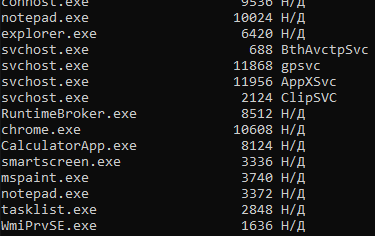 conhost.exe 9536 Н/Д
notepad.exe 10024 Н/Д
explorer.exe 6420 Н/Д
svchost.exe 688 BthAvctpSvc
svchost.exe 11868 gpsvc
svchost.exe 11956 AppXSvc
svchost.exe 2124 ClipSVC
RuntimeBroker.exe 8512 Н/Д
chrome.exe 10608 Н/Д
CalculatorApp.exe 8124 Н/Д
smartscreen.exe 3336 Н/Д
mspaint.exe 3740 Н/Д
notepad.exe 3372 Н/Д
tasklist.exe 2848 Н/Д
WmiPrvSE.exe 1636 Н/Д